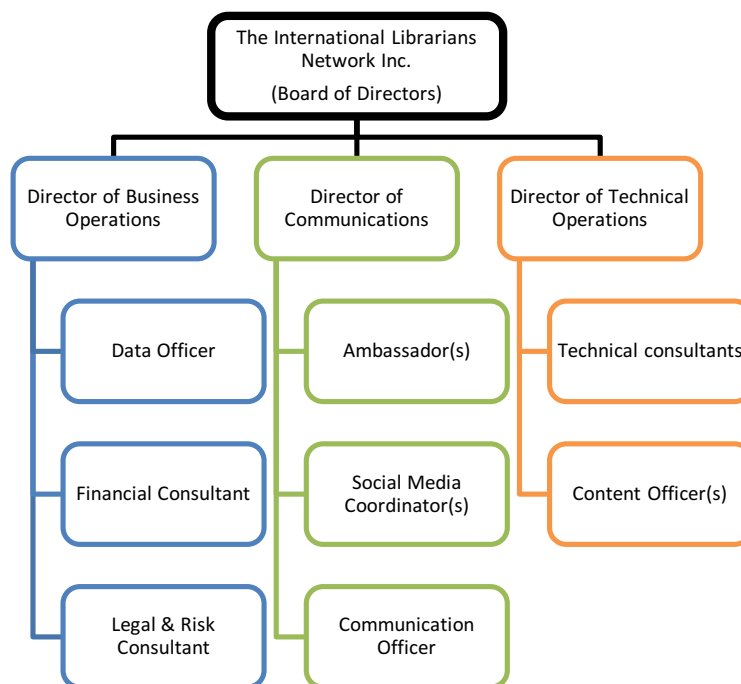 The International Librarians
Network Inc.
(Board of Directors)
Director of Business
Operations
Director of
Communications
Director of Technical
Operations
Data Officer
Ambassador(s)
Technical consultants
Financial Consultant
Social Media
Coordinator(s)
Content Officer(s)
Legal & Risk
Consultant
Communication
Officer